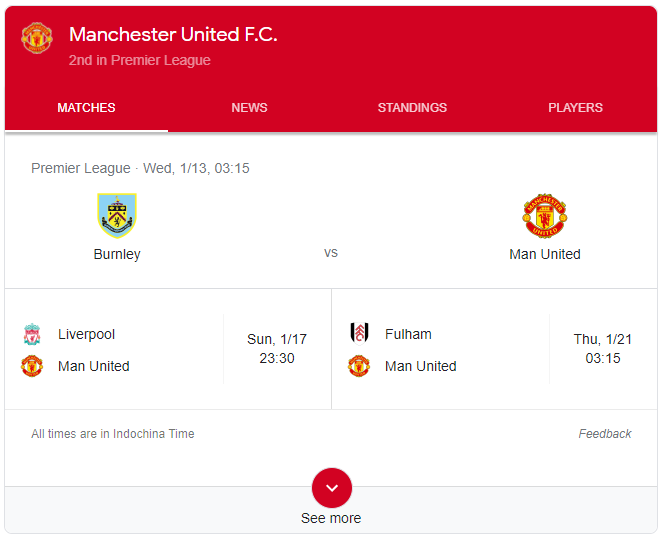 Manchester United F.C.
2nd in Premier League
MATCHES
NEWS
STANDINGS
PLAYERS
Premier League · Wed, 1/13, 03:15
Burnley
vs
Man United
Liverpool
Man United
Sun, 1/17
23:30
Fulham
Man United
Thu, 1/21
03:15
All times are in Indochina Time
Feedback
See more